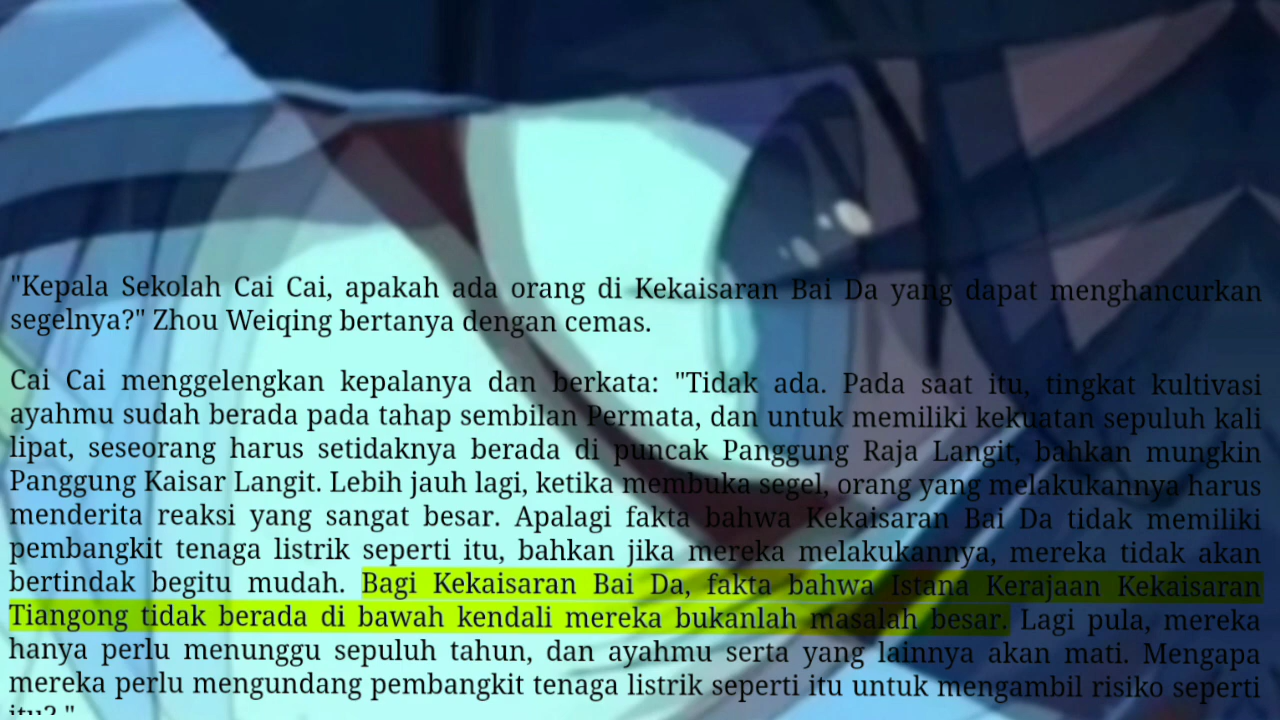 "Kepala Sekolah Cai Cai, apakah ada orang di Kekaisaran Bai Da yang dapat menghancurkan
segelnya?" Zhou Weiqing bertanya dengan cemas.
Cai Cai menggelengkan kepalanya dan berkata: "Tidak ada. Pada saat itu, tingkat kultivasi
ayahmu sudah berada pada tahap sembilan Permata, dan untuk memiliki kekuatan sepuluh kali
lipat, seseorang harus setidaknya berada di puncak Panggung Raja Langit, bahkan mungkin
Panggung Kaisar Langit. Lebih jauh lagi, ketika membuka segel, orang yang melakukannya harus
menderita reaksi yang sangat besar. Apalagi fakta bahwa Kekaisaran Bai Da tidak memiliki
pembangkit tenaga listrik seperti itu, bahkan jika mereka melakukannya, mereka tidak akan
bertindak begitu mudah. Bagi Kekaisaran Bai Da, fakta bahwa Istana Kerajaan Kekaisaran
Tiangong tidak berada di bawah kendali mereka bukanlah masalah besar. Lagi pula, mereka
hanya perlu menunggu sepuluh tahun, dan ayahmu serta yang lainnya akan mati. Mengapa
mereka perlu mengundang pembangkit tenaga listrik seperti itu untuk mengambil risiko seperti
itu? "